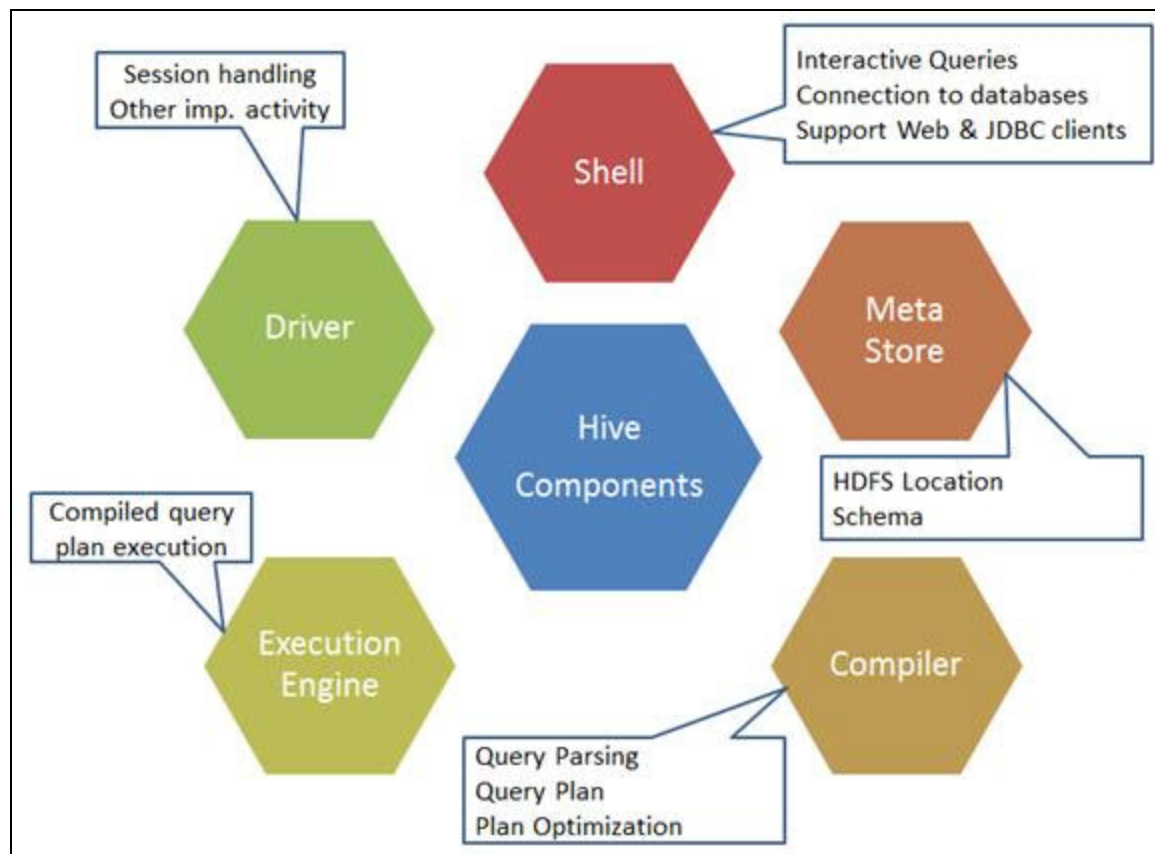 Session handling
Other imp. activity
Shell
Interactive Queries
Connection to databases
Support Web & JDBC clients
Driver
Meta
Store
HDFS Location
Schema
Hive
Components
Compiled query
plan execution
Execution
Engine
Compiler
Query Parsing
Query Plan
Plan Optimization